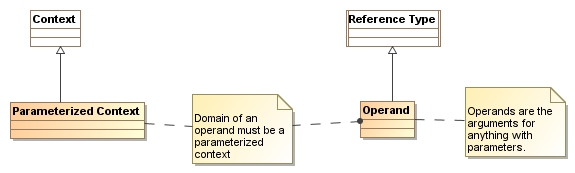 Context
Reference Type
Parameterized Context
Domain of an
operand must be a
parameterized
context
Operand
Operands are the
arguments for
anything with
parameters.